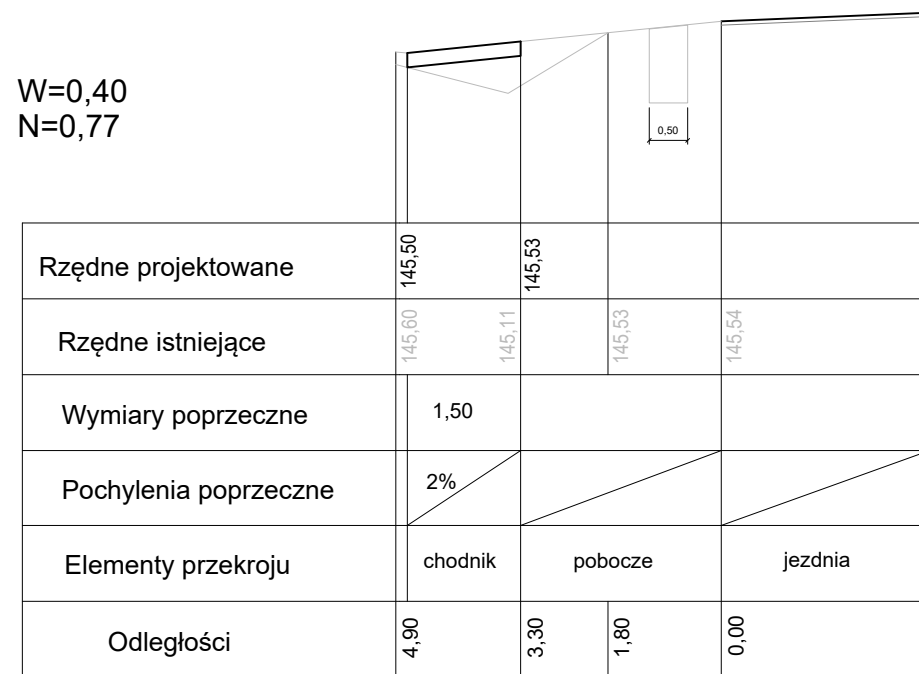 W=0,40
N=0,77
0,50
Rzędne projektowane 145,50 145,53
Rzędne istniejące 145,60 145,11 145,53 145,54
Wymiary poprzeczne 1,50
Pochylenia poprzeczne 2%
Elementy przekroju chodnik pobocze jezdnia
Odległości 4,90 3,30 1,80 0,00